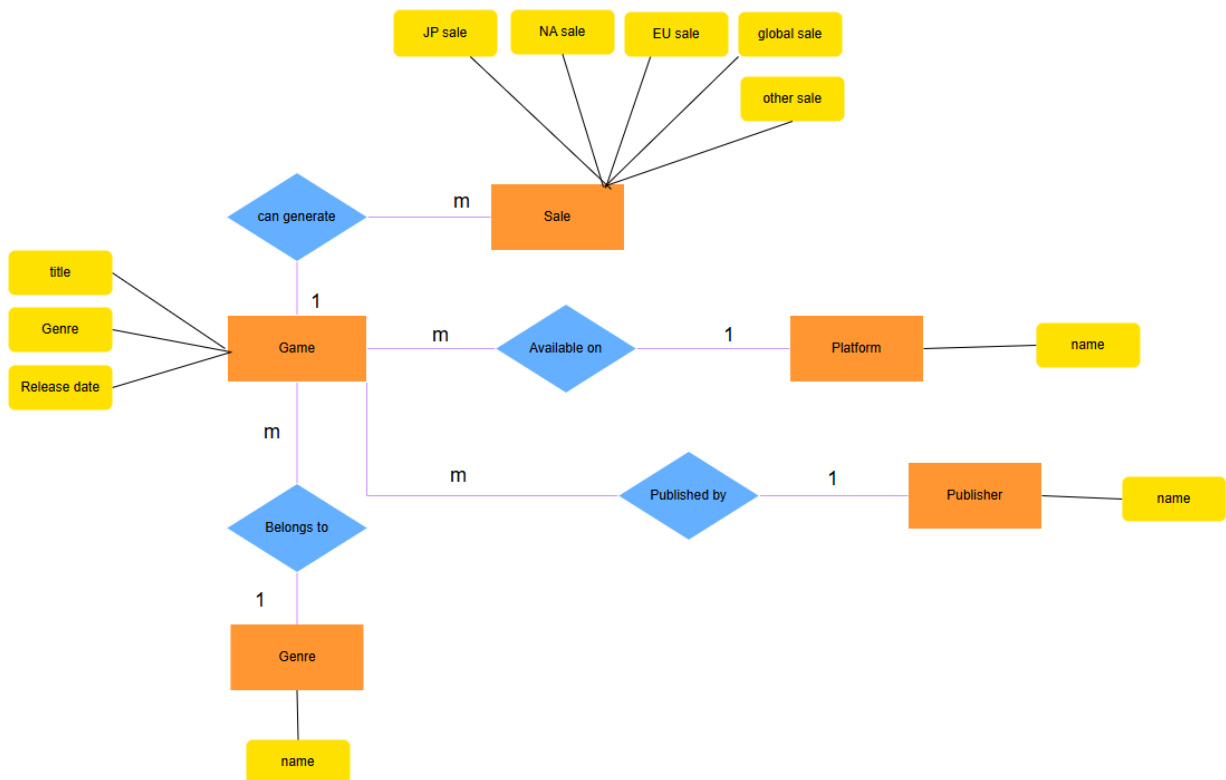 JP sale
NA sale
EU sale
global sale
other sale
can generate
m
Sale
title
1
Genre
Game
m
Available on
1
Platform
name
Release date
m
m
Published by
1
Publisher
name
Belongs to
1
Genre
name